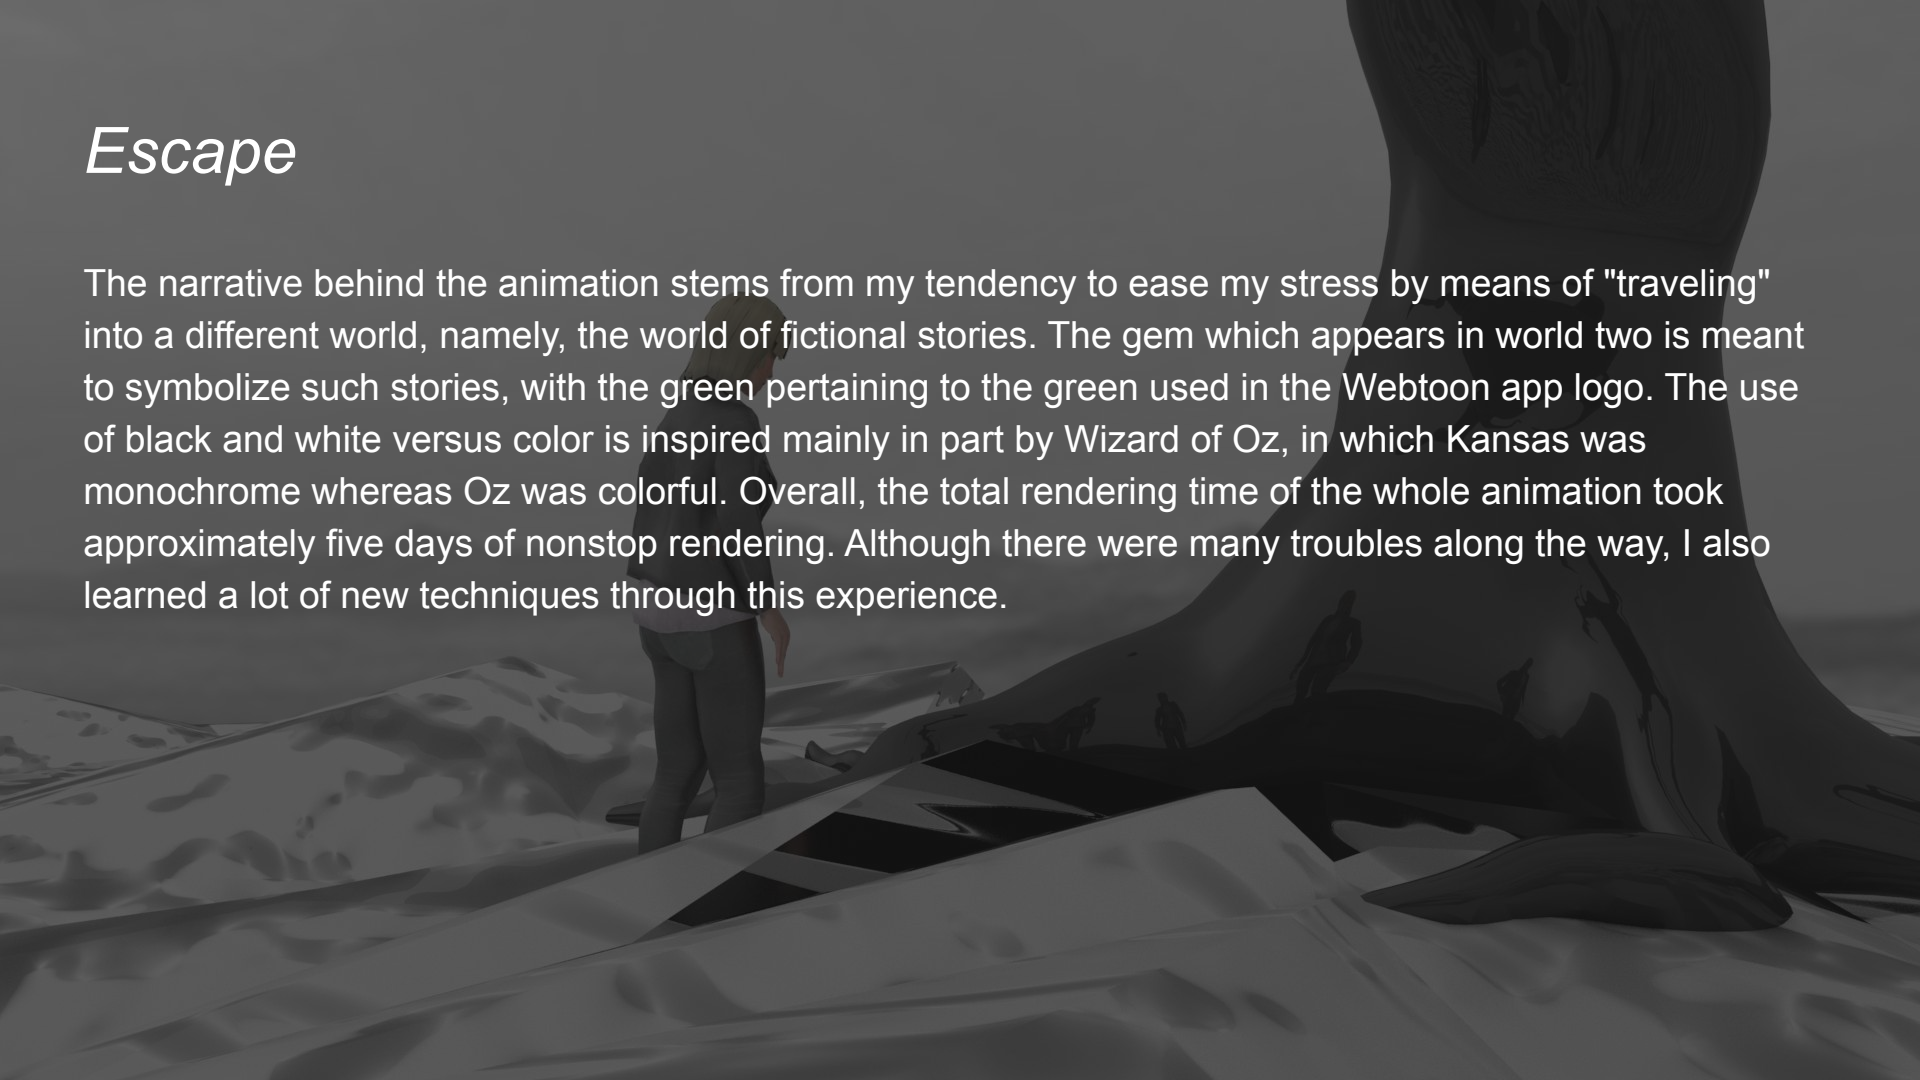 Escape
The narrative behind the animation stems from my tendency to ease my stress by means of "traveling"
into a different world, namely, the world of fictional stories. The gem which appears in world two is meant
to symbolize such stories, with the green pertaining to the green used in the Webtoon app logo. The use
of black and white versus color is inspired mainly in part by Wizard of Oz, in which Kansas was
monochrome whereas Oz was colorful. Overall, the total rendering time of the whole animation took
approximately five days of nonstop rendering. Although there were many troubles along the way, I also
learned a lot of new techniques through this experience.